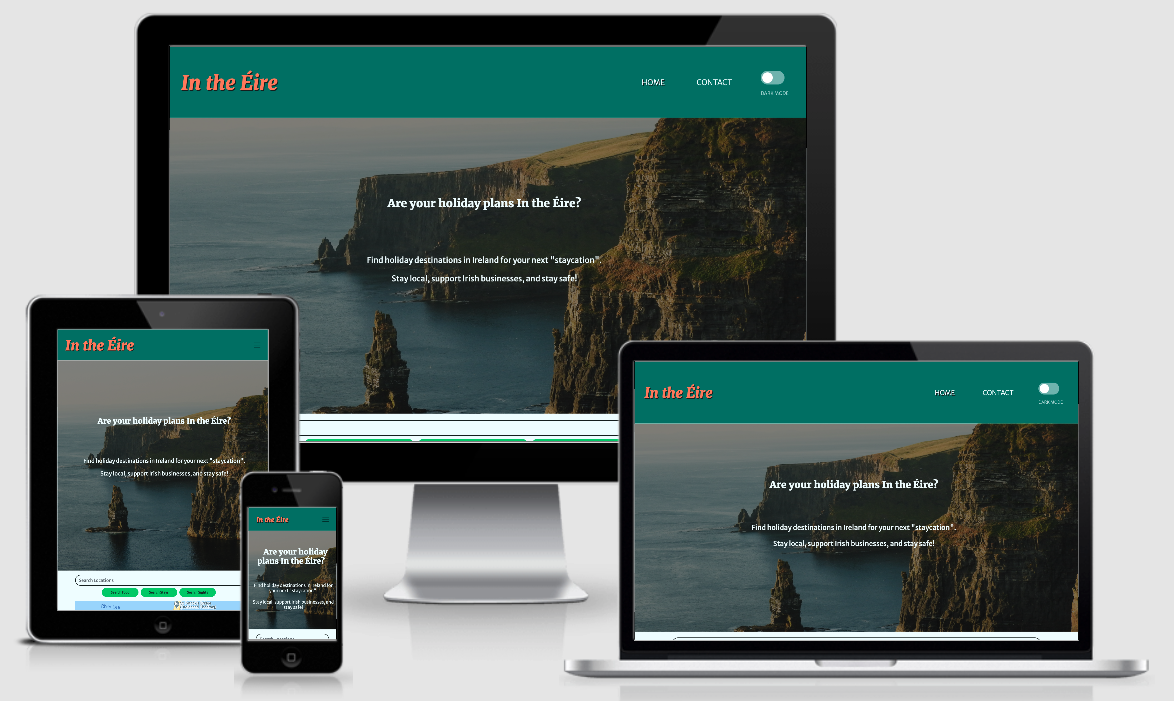 In the Éire
HOME
CONTACT
DARK MODE
Are your holiday plans In the Éire?
Find holiday destinations in Ireland for your next "staycation".
Stay local, support Irish businesses, and stay safe!
In the Éire
Are your holiday plans In the Éire?
Find holiday destinations in Ireland for your next "staycation".
Stay local, support Irish businesses, and stay safe!
Search Locations
In the Éire
Are your holiday
plans In the Éire?
Find holiday destinations in Ireland for
your next "staycation".
Stay local, support Irish businesses, and
stay safe!
Search Locations
In the Éire
HOME
CONTACT
DARK MODE
Are your holiday plans In the Éire?
Find holiday destinations in Ireland for your next "staycation".
Stay local, support Irish businesses, and stay safe!